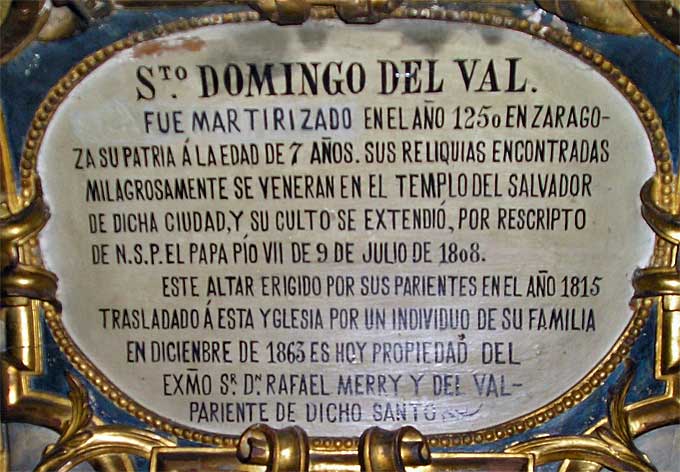 STO DOMINGO DEL VAL.
FUE MARTIRIZADO EN EL AÑO 1250 EN ZARAGO-
ZA SU PATRIA Á LA EDAD DE 7 AÑOS. SUS RELIQUIAS ENCONTRADAS
MILAGROSAMENTE SE VENERAN EN EL TEMPLO DEL SALVADOR
DE DICHA CIUDAD, Y SU CULTO SE EXTENDIÓ, POR RESCRIPTO
DE N.S.P. EL PAPA PÍO VII DE 9 DE JULIO DE 1808.
ESTE ALTAR ERIGIDO POR SUS PARIENTES EN EL AÑO 1815
TRASLADADO Á ESTA YGLESIA POR UN INDIVIDUO DE SU FAMILIA
EN DICIENBRE DE 1863 ES HOY PROPIEDAD DEL
EXMO SR. DN. RAFAEL MERRY Y DEL VAL-
PARIENTE DE DICHO SANTO